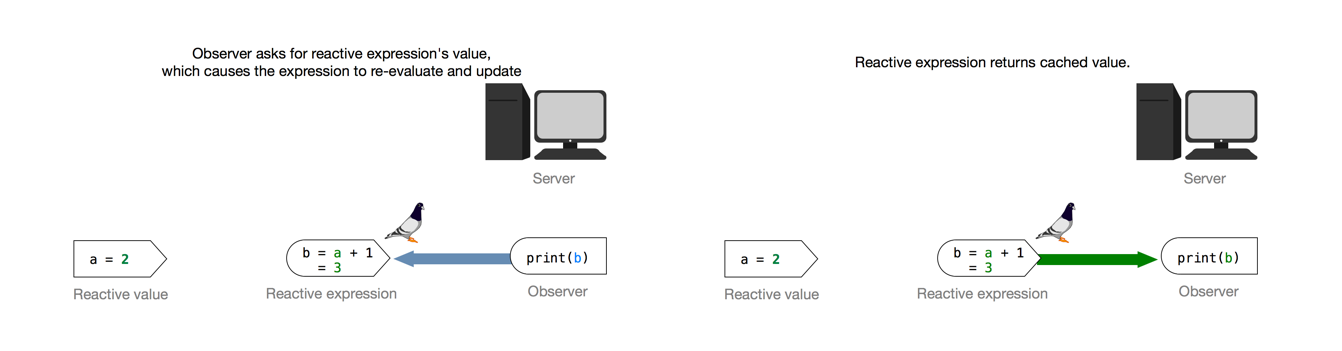 Observer asks for reactive expression's value,
which causes the expression to re-evaluate and update
Server
a = 2
Reactive value
b = a + 1
= 3
Reactive expression
print(b)
Observer
Reactive expression returns cached value.
Server
a = 2
Reactive value
b = a + 1
= 3
Reactive expression
print(b)
Observer